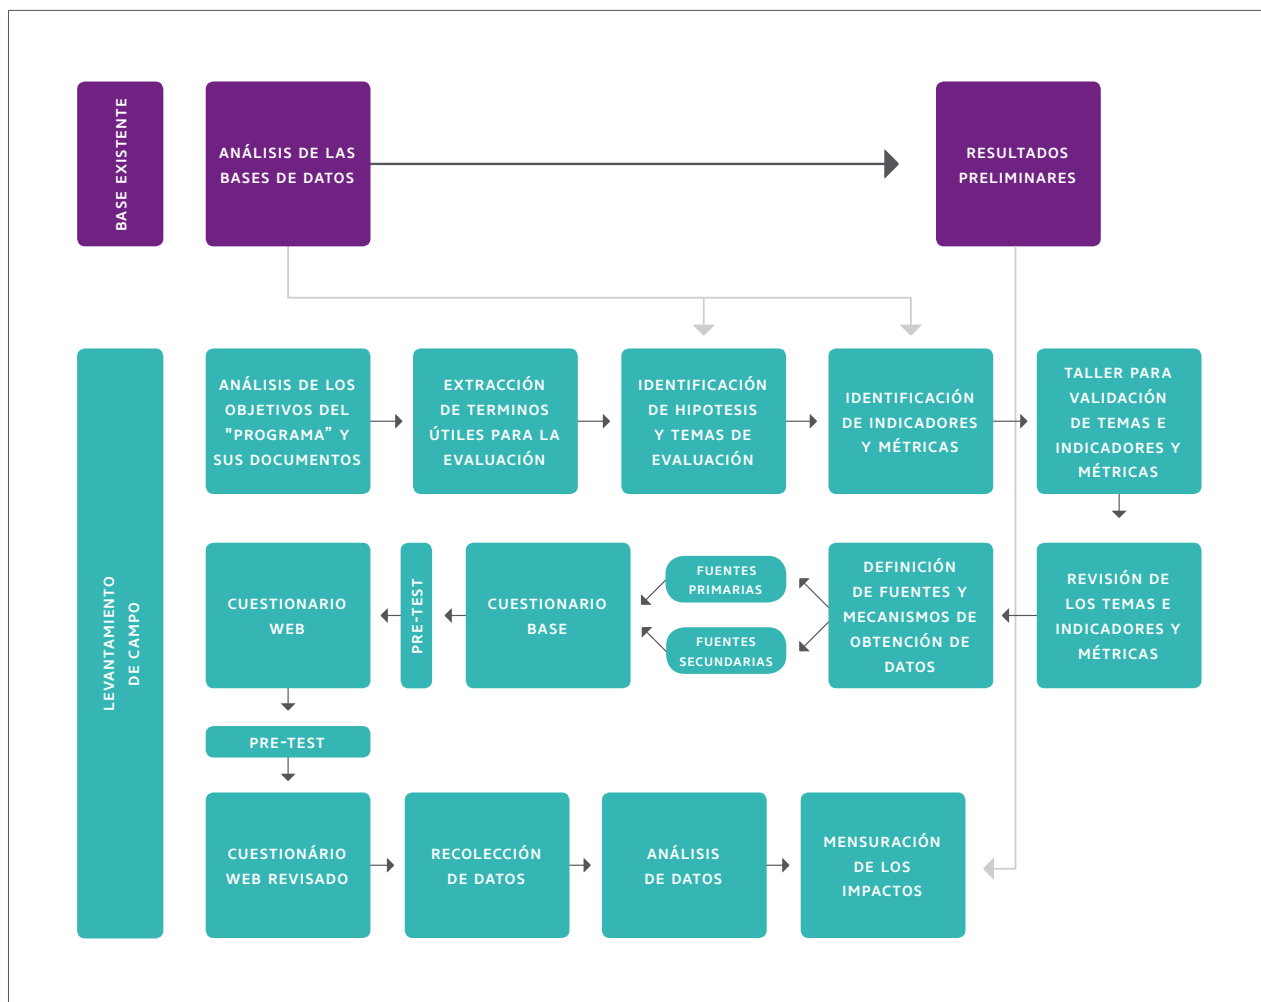 BASE EXISTENTE
ANÁLISIS DE LAS
BASES DE DATOS
RESULTADOS
PRELIMINARES
LEVANTAMIENTO
DE CAMPO
ANÁLISIS DE LOS
OBJETIVOS DEL
"PROGRAMA” Y
SUS DOCUMENTOS
EXTRACCIÓN
DE TERMINOS
ÚTILES PARA LA
EVALUACIÓN
IDENTIFICACIÓN
DE HIPOTESIS
Y TEMAS DE
EVALUACIÓN
IDENTIFICACIÓN
DE INDICADORES
Y MÉTRICAS
TALLER PARA
VALIDACIÓN
DE TEMAS E
INDICADORES Y
MÉTRICAS
CUESTIONARIO
WEB
PRE-TEST
CUESTIONARIO
BASE
FUENTES
PRIMARIAS
FUENTES
SECUNDARIAS
DEFINICIÓN
DE FUENTES Y
MECANISMOS DE
OBTENCIÓN DE
DATOS
REVISIÓN DE
LOS TEMAS E
INDICADORES Y
MÉTRICAS
PRE-TEST
CUESTIONÁRIO
WEB REVISADO
RECOLECCIÓN
DE DATOS
ANÁLISIS
DE DATOS
MENSURACIÓN
DE LOS
IMPACTOS